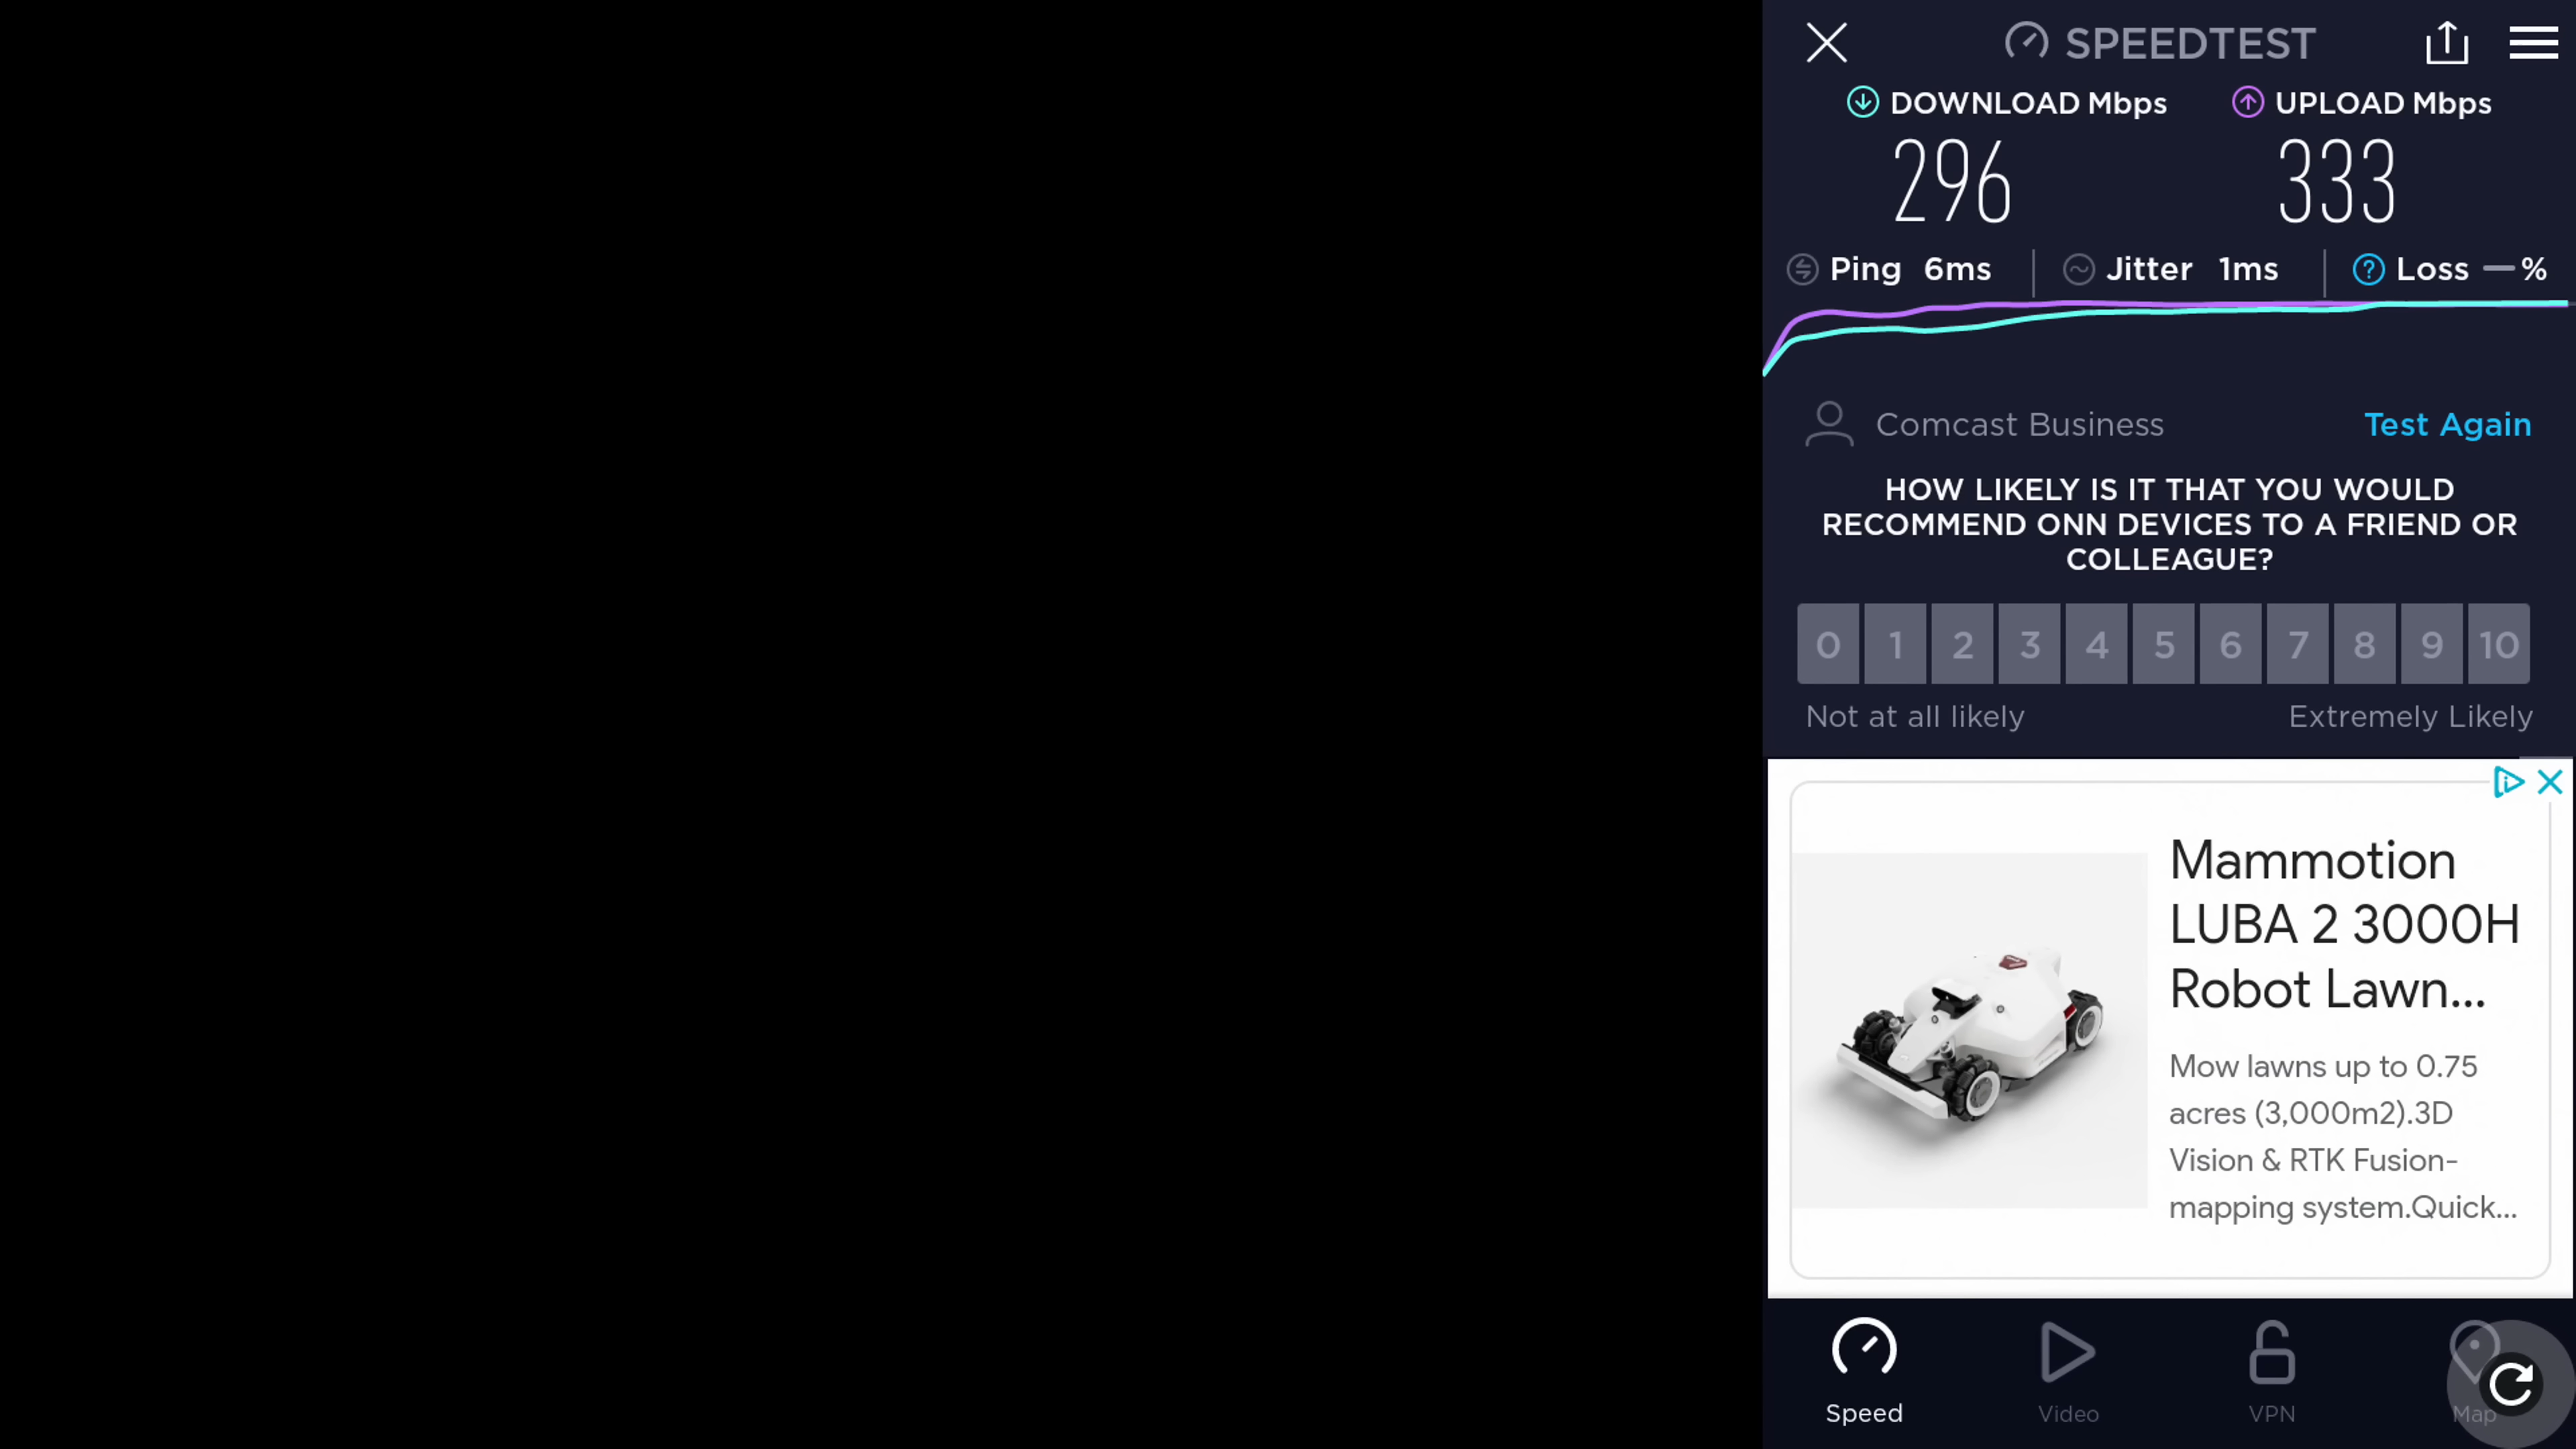 SPEEDTEST
DOWNLOAD Mbps
UPLOAD Mbps
296
333
Ping 6ms
Jitter 1ms
Loss —%
Comcast Business
Test Again
HOW LIKELY IS IT THAT YOU WOULD
RECOMMEND ONN DEVICES TO A FRIEND OR
COLLEAGUE?
0 1 2 3 4 5 6 7 8 9 10
Not at all likely
Extremely Likely
Mammotion
LUBA 2 3000H
Robot Lawn...
Mow lawns up to 0.75
acres (3,000m2).3D
Vision & RTK Fusion-
mapping system.Quick...
Speed
Video
VPN
Map